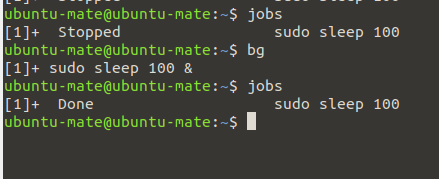 ubuntu-mate@ubuntu-mate:~$ jobs
[1]+  Stopped                 sudo sleep 100
ubuntu-mate@ubuntu-mate:~$ bg
[1]+ sudo sleep 100 &
ubuntu-mate@ubuntu-mate:~$ jobs
[1]+  Done                    sudo sleep 100
ubuntu-mate@ubuntu-mate:~$